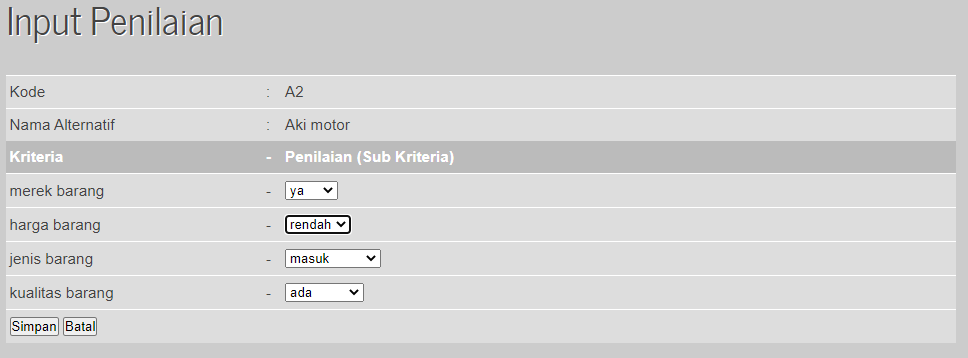 Input Penilaian
Kode : A2
Nama Alternatif : Aki motor
Kriteria - Penilaian (Sub Kriteria)
merek barang - ya
harga barang - rendah
jenis barang - masuk
kualitas barang - ada
Simpan Batal